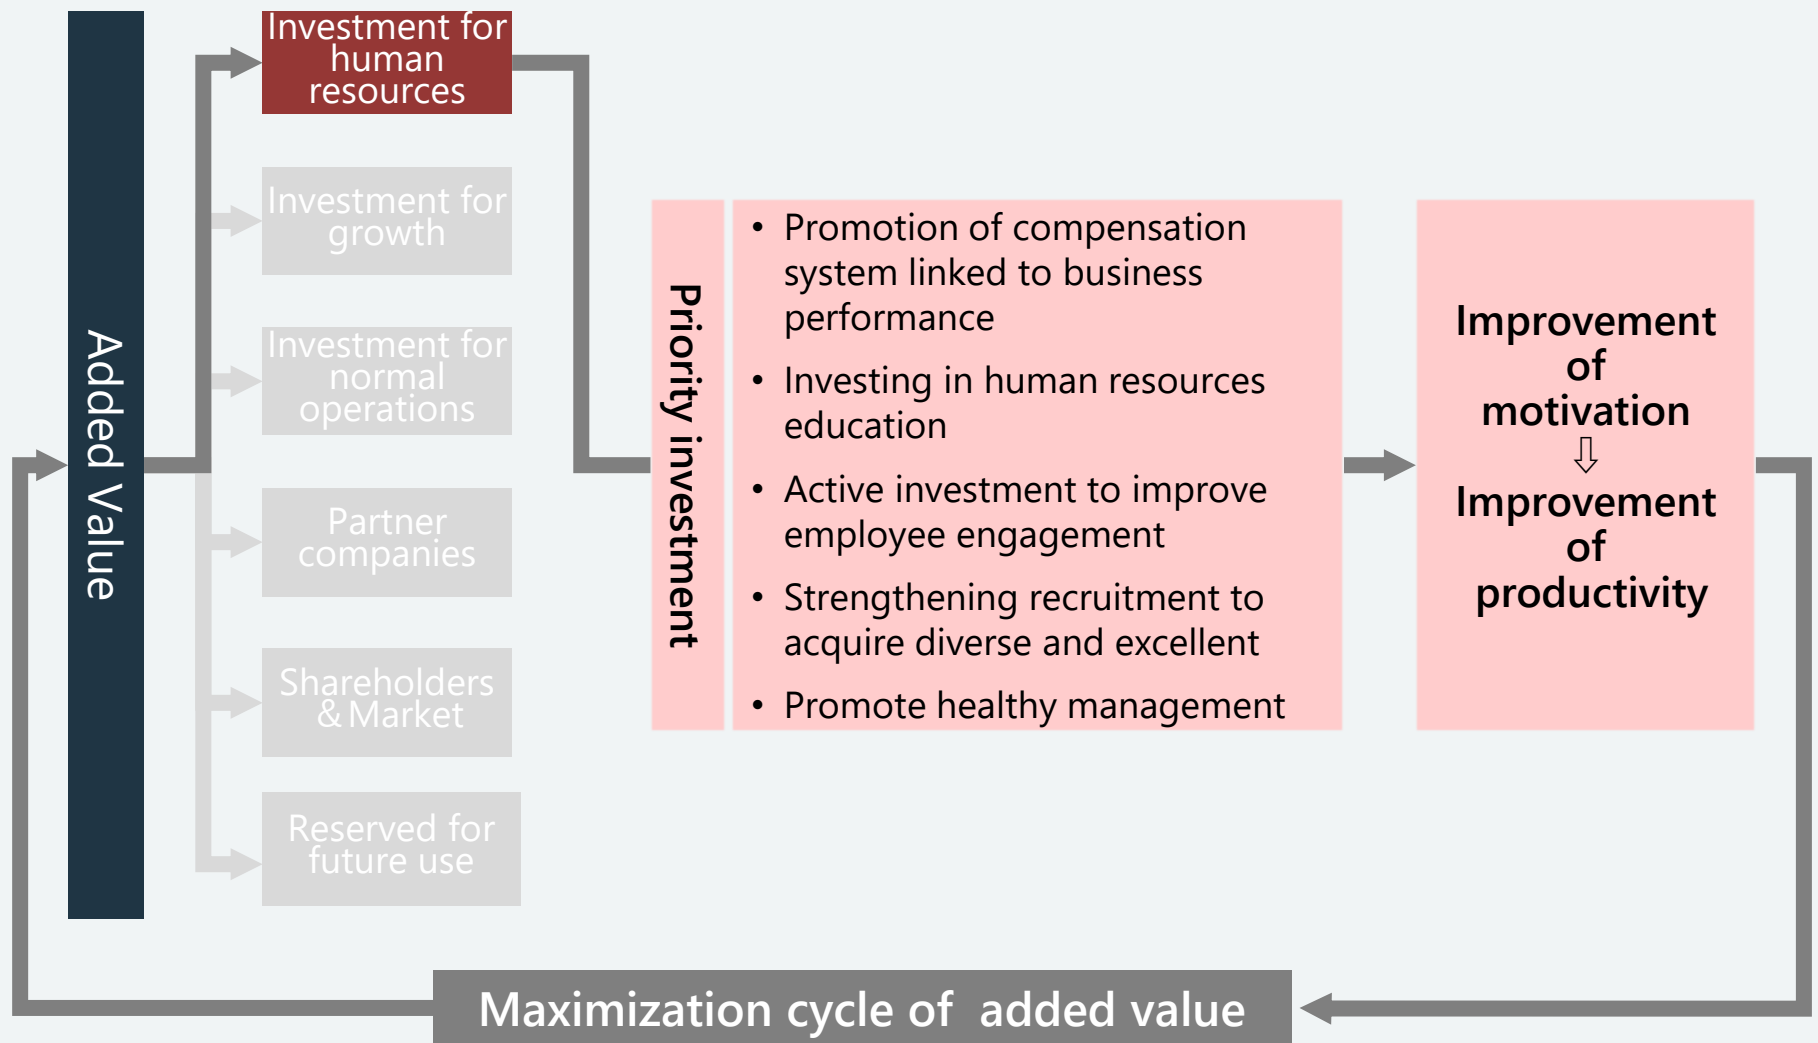 Added Value
Investment for
human
resources
Investment for
growth
Investment for
normal
operations
Partner
companies
Shareholders
& Market
Reserved for
future use
Priority investment
• Promotion of compensation
system linked to business
performance
• Investing in human resources
education
• Active investment to improve
employee engagement
• Strengthening recruitment to
acquire diverse and excellent
• Promote healthy management
Improvement
of
motivation
⇩
Improvement
of
productivity
Maximization cycle of added value